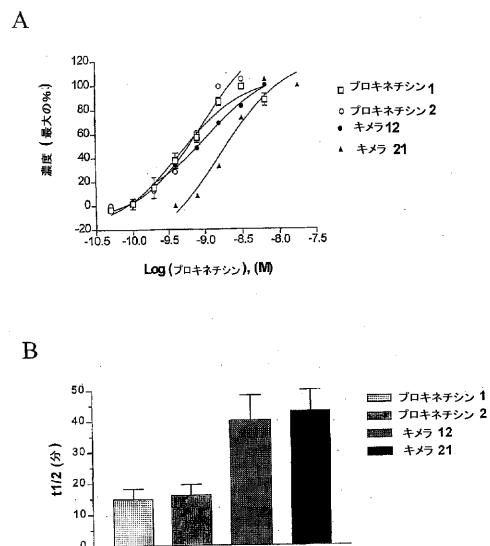 A
120
100
80
60
40
20
0
-20
濃度 (最大の%)
-10.5 -10.0 -9.5 -9.0 -8.5 -8.0 -7.5
Log (プロキネチシン), (M)
プロキネチシン 1
プロキネチシン 2
キメラ 12
キメラ 21
B
50
40
30
20
10
0
t1/2 (分)
プロキネチシン 1
プロキネチシン 2
キメラ 12
キメラ 21